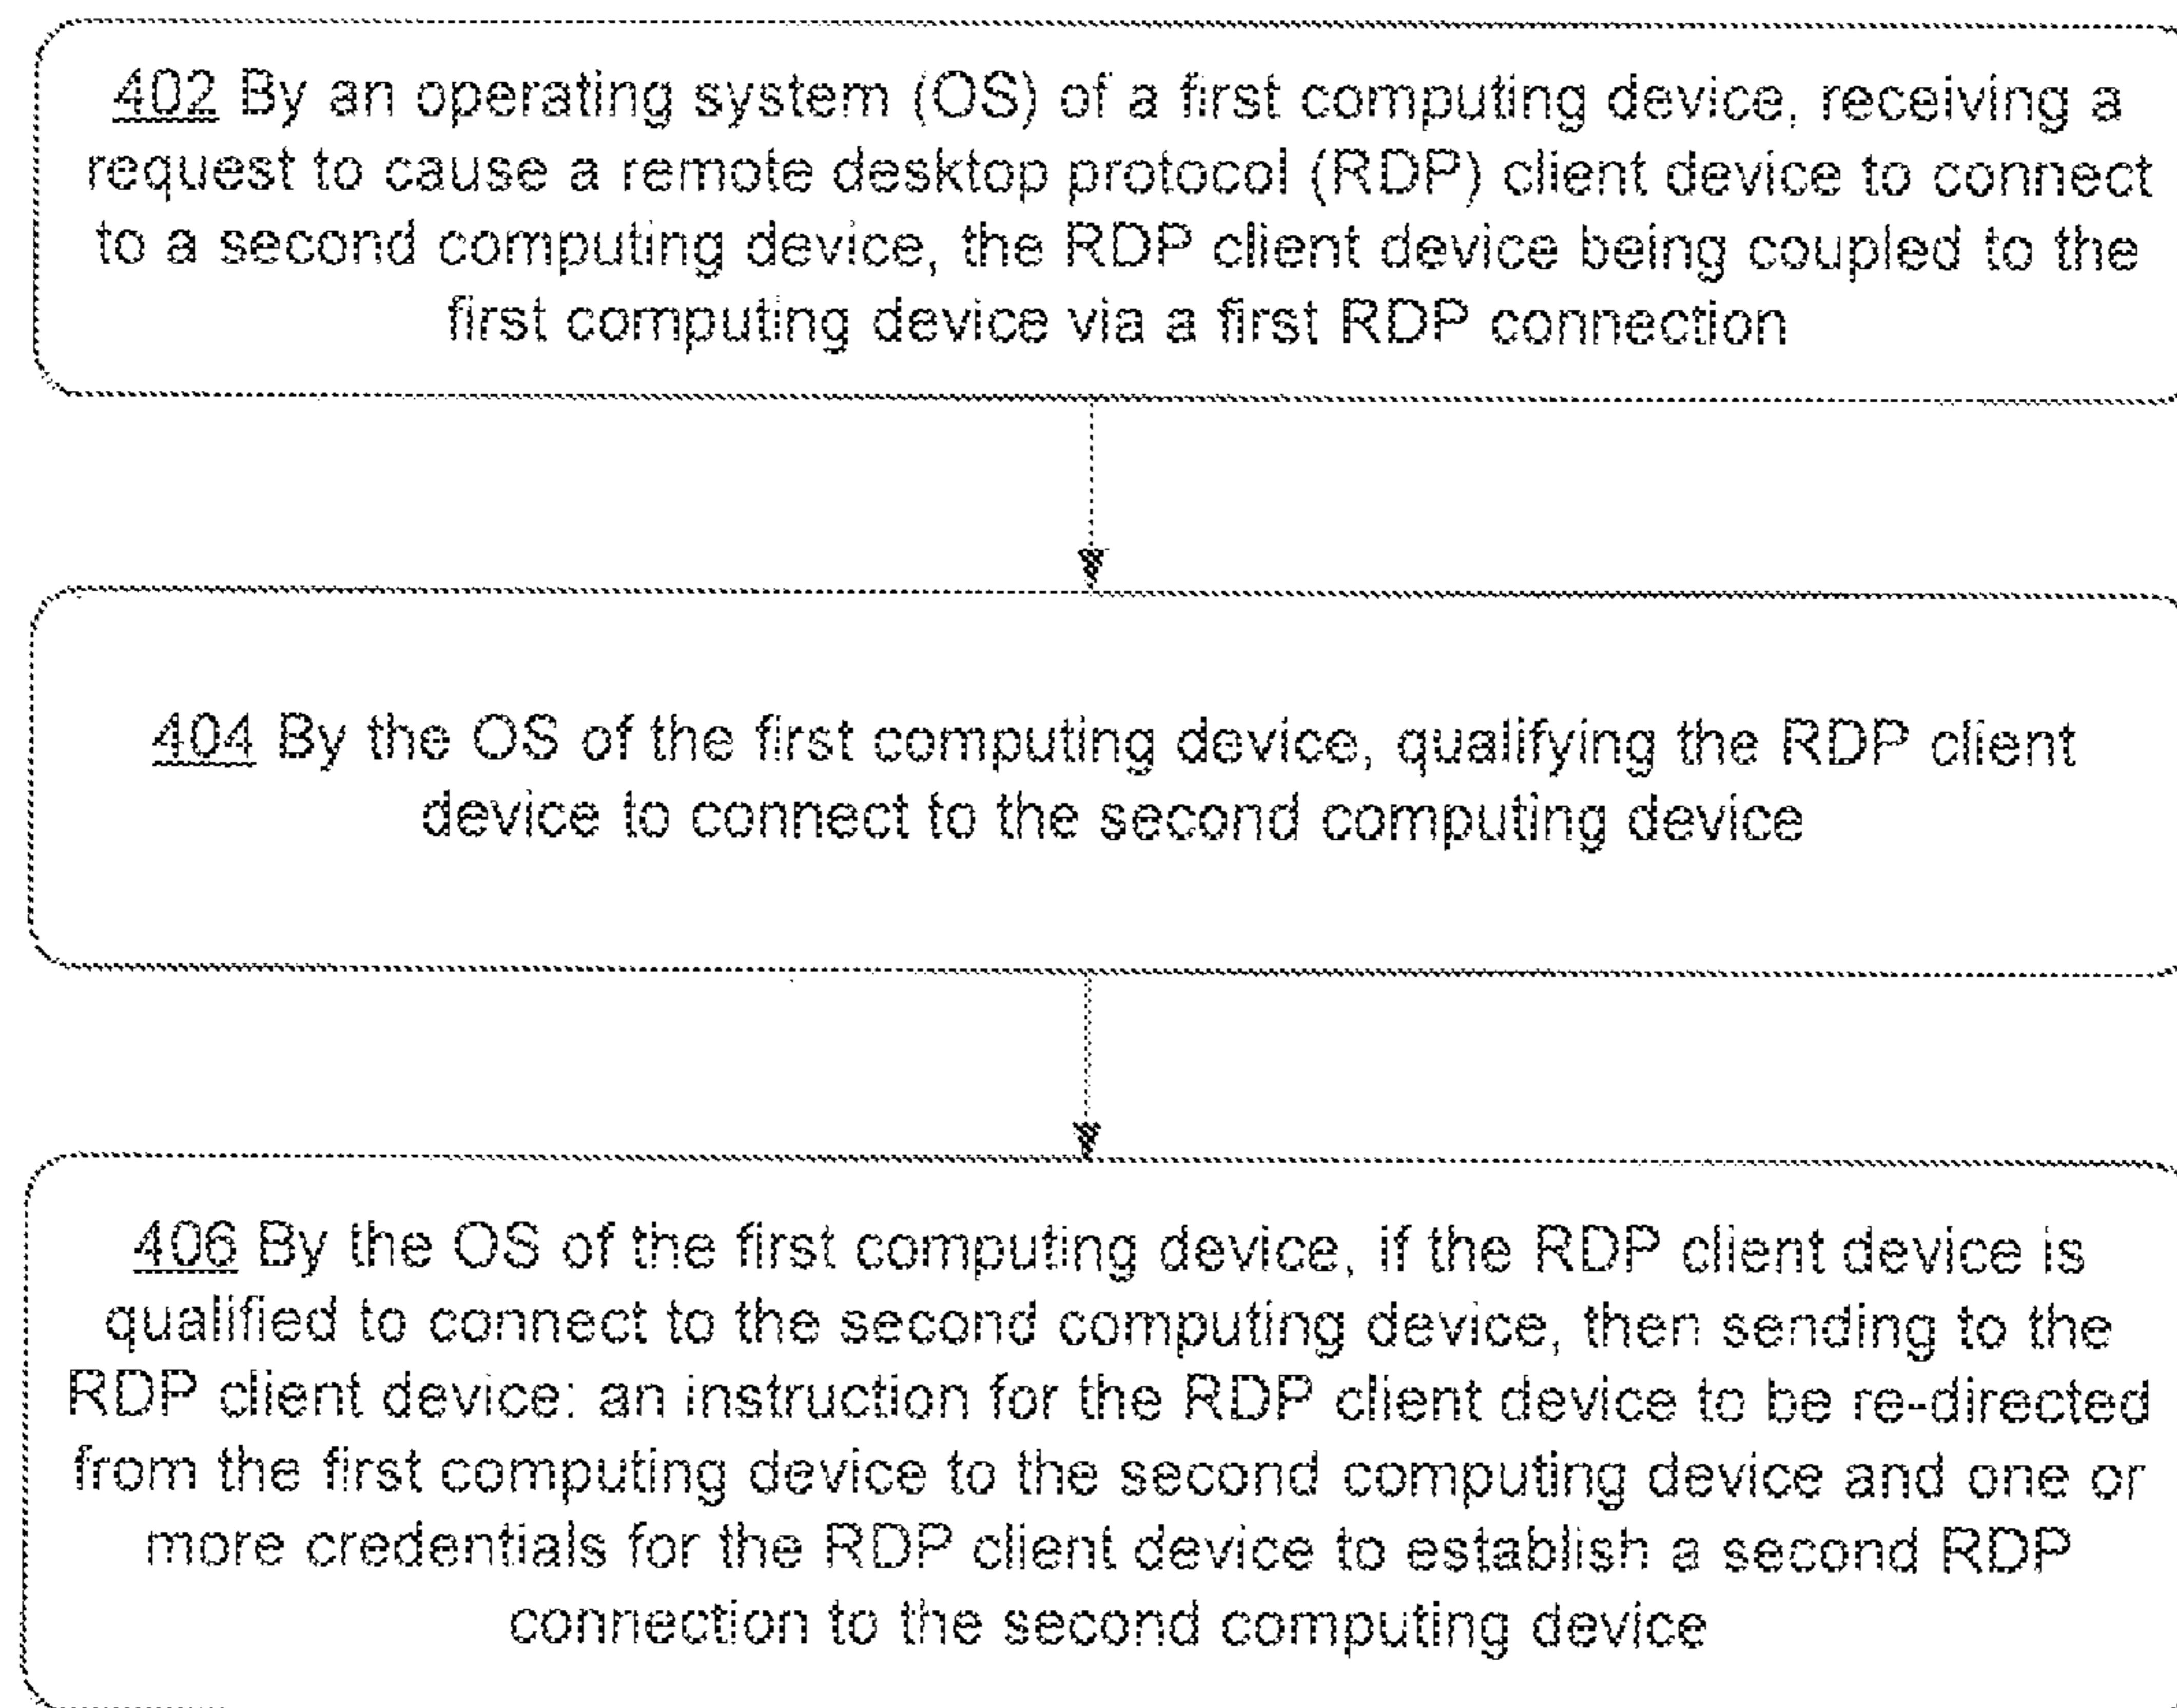 402 By an operating system (OS) of a first computing device, receiving a
request to cause a remote desktop protocol (RDP) client device to connect
to a second computing device, the RDP client device being coupled to the
first computing device via a first RDP connection
404 By the OS of the first computing device, qualifying the RDP client
device to connect to the second computing device
406 By the OS of the first computing device, if the RDP client device is
qualified to connect to the second computing device, then sending to the
RDP client device: an instruction for the RDP client device to be re-directed
from the first computing device to the second computing device and one or
more credentials for the RDP client device to establish a second RDP
connection to the second computing device